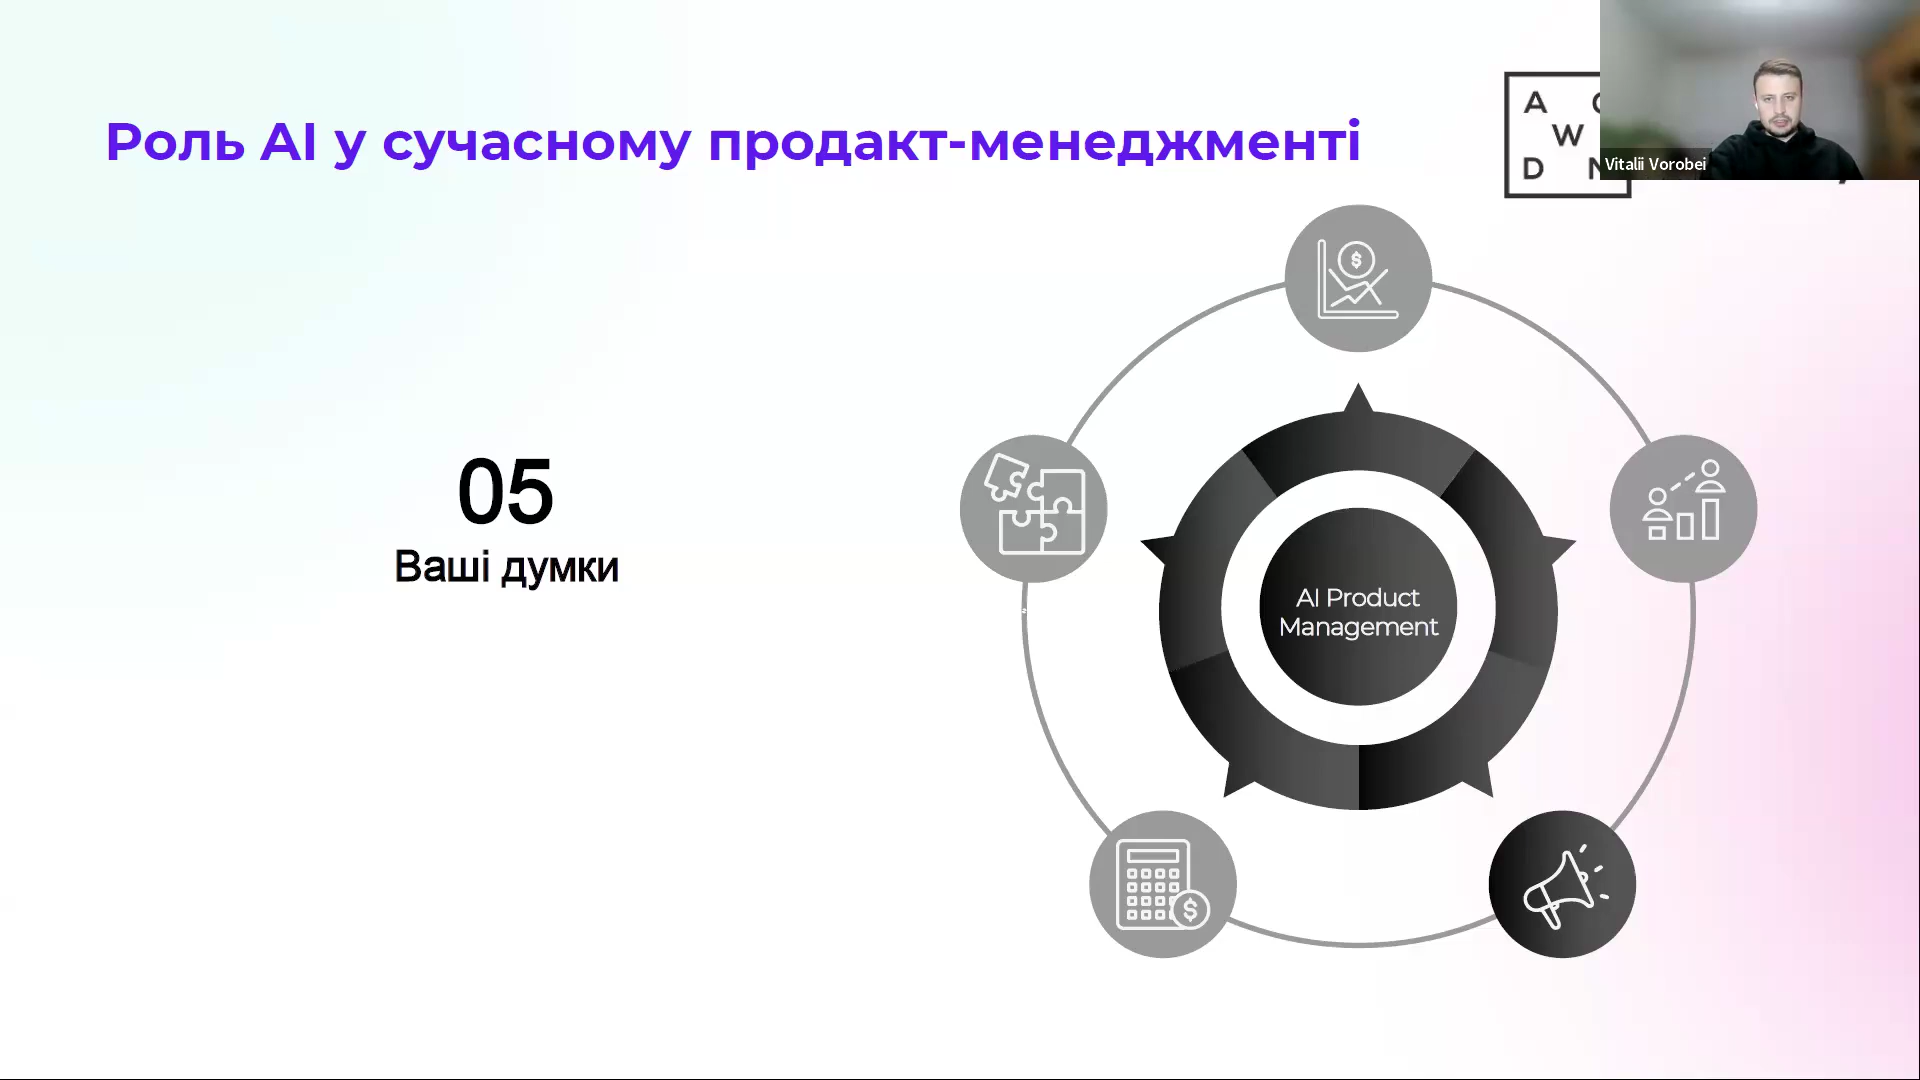 Роль AI у сучасному продакт-менеджменті
A
W
D
Vitalii Vorobei
05
Ваші думки
AI Product
Management